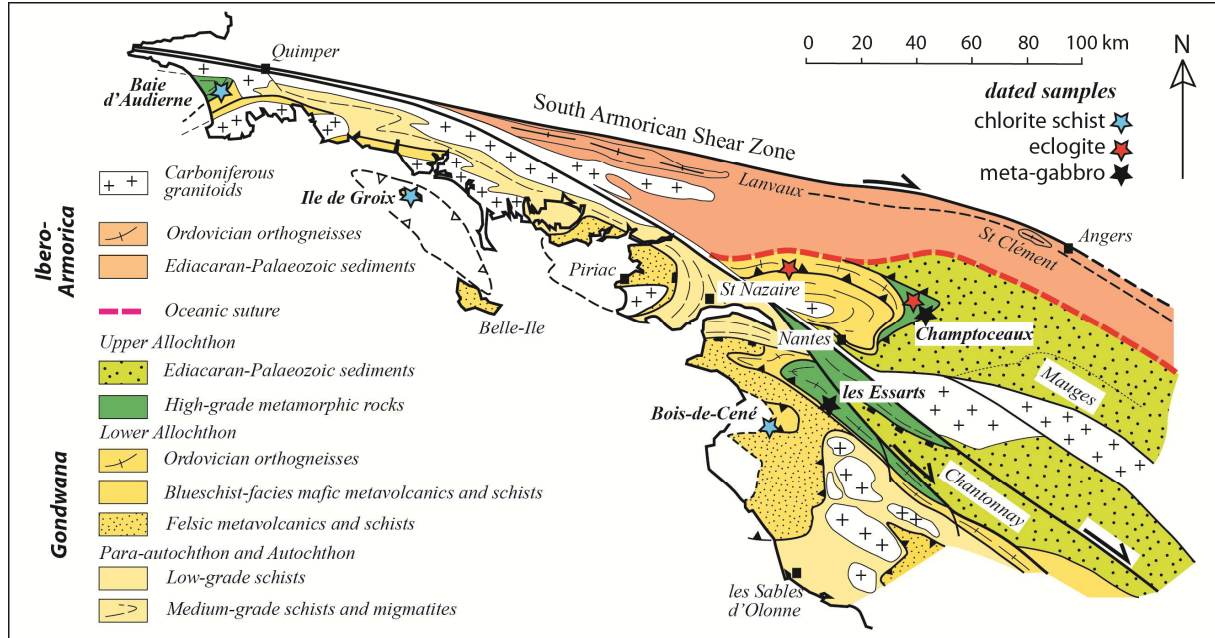 0 20 40 60 80 100 km
N
Quimper
Baie
d'Audierne
South Armorican Shear Zone
dated samples
chlorite schist
eclogite
meta-gabbro
Lanvaux
St Clément
Angers
Ile de Groix
Piriac
St Nazaire
Belle-Ile
Nantes
Champtoceaux
Mauges
les Essarts
Bois-de-Cené
Chantonnay
les Sables
d'Olonne
Ibero-
Armorica
Carboniferous
granitoids
Ordovician orthogneisses
Ediacaran-Palaeozoic sediments
Oceanic suture
Gondwana
Upper Allochthon
Ediacaran-Palaeozoic sediments
High-grade metamorphic rocks
Lower Allochthon
Ordovician orthogneisses
Blueschist-facies mafic metavolcanics and schists
Felsic metavolcanics and schists
Para-autochthon and Autochthon
Low-grade schists
Medium-grade schists and migmatites